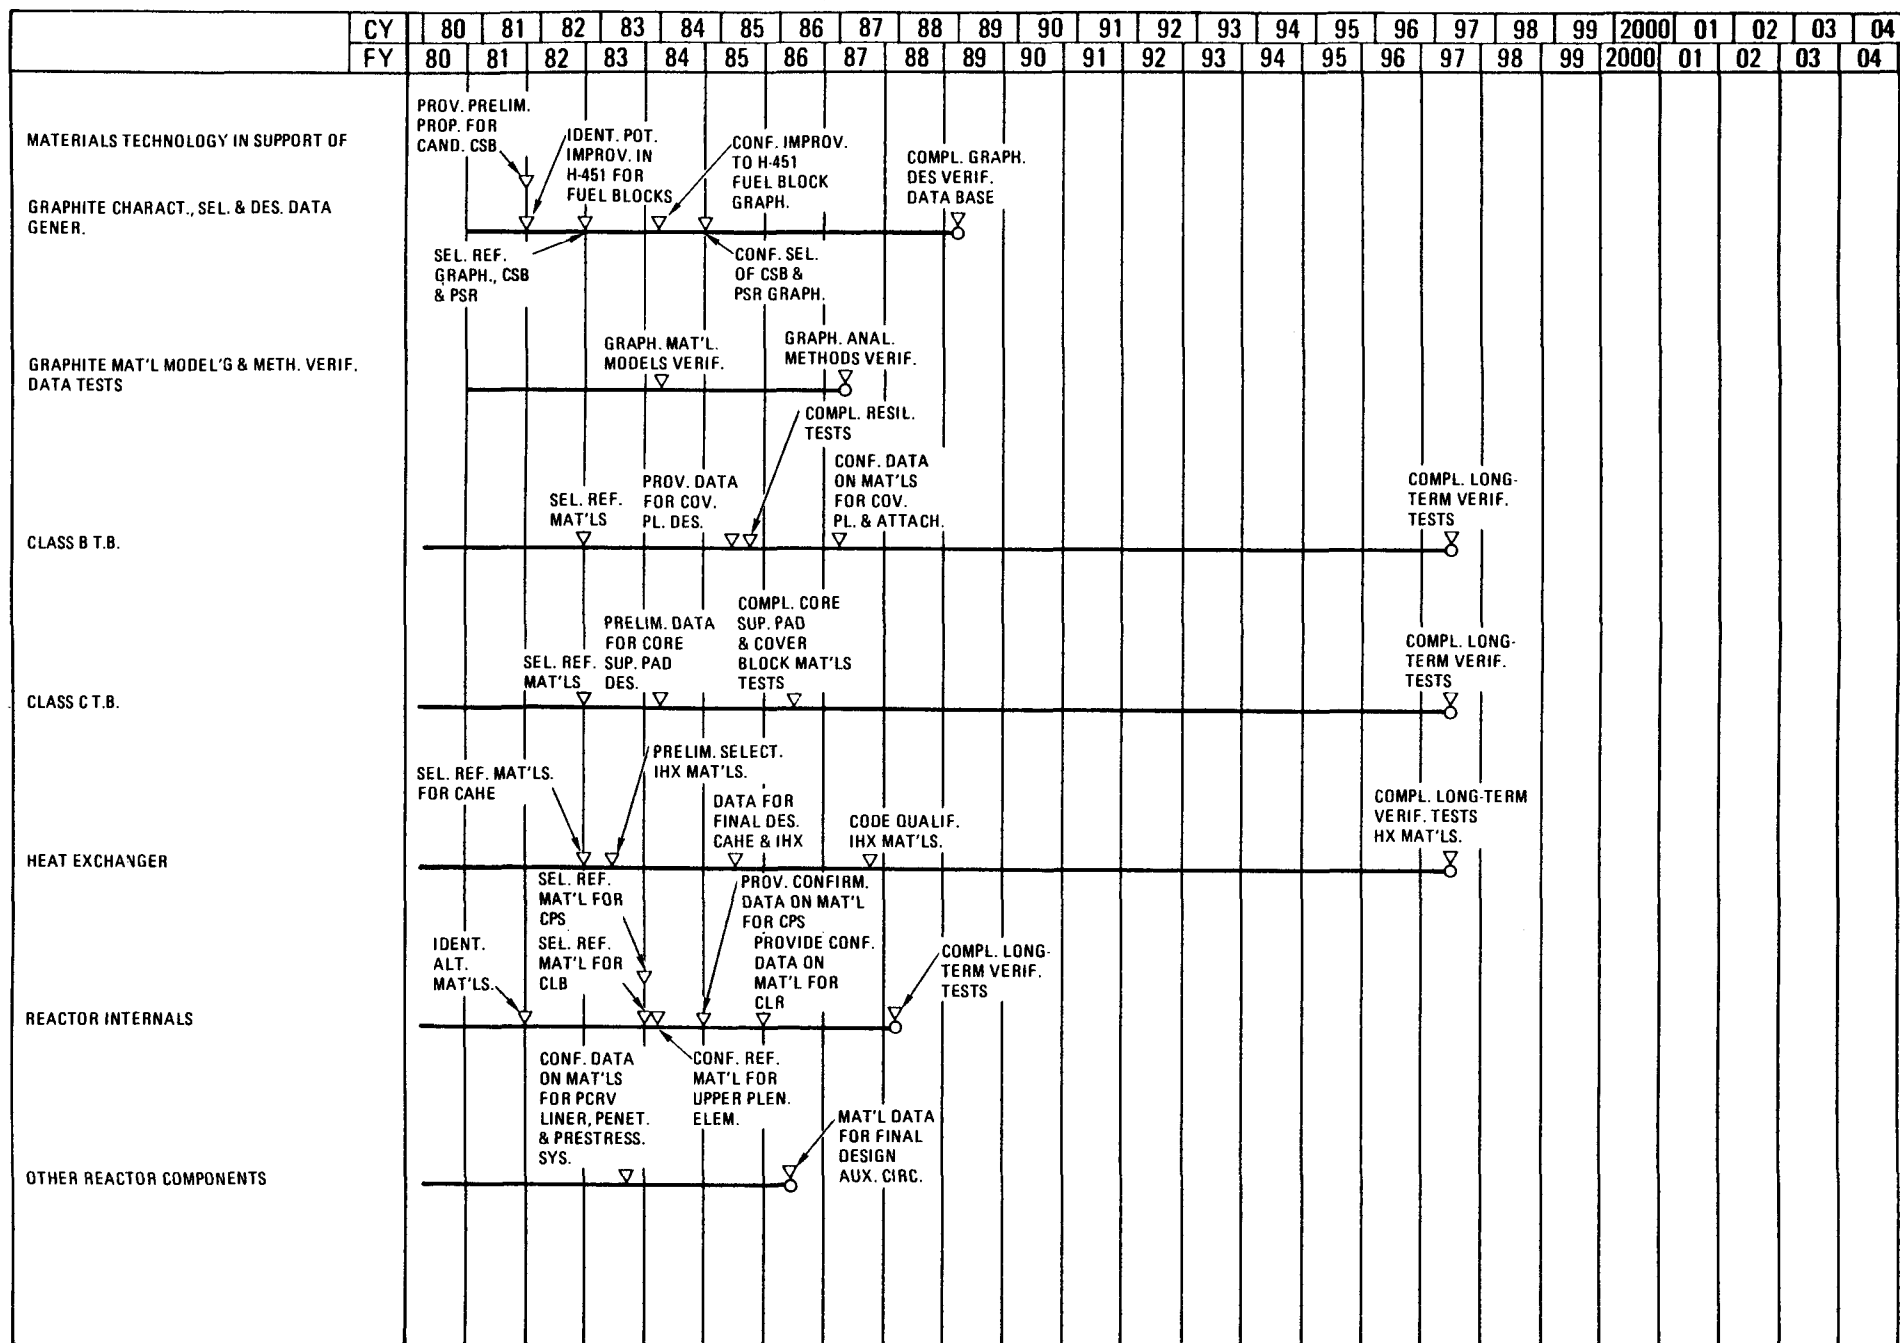 CY 80 81 82 83 84 85 86 87 88 89 90 91 92 93 94 95 96 97 98 99 2000 01 02 03 04
FY 80 81 82 83 84 85 86 87 88 89 90 91 92 93 94 95 96 97 98 99 2000 01 02 03 04
MATERIALS TECHNOLOGY IN SUPPORT OF
PROV. PRELIM.
PROP. FOR
CAND. CSB
IDENT. POT.
IMPROV. IN
H-451 FOR
FUEL BLOCKS
CONF. IMPROV.
TO H-451
FUEL BLOCK
GRAPH.
COMPL. GRAPH.
DES VERIF.
DATA BASE
GRAPHITE CHARACT., SEL. & DES. DATA
GENER.
SEL. REF.
GRAPH., CSB
& PSR
CONF. SEL.
OF CSB &
PSR GRAPH.
GRAPHITE MAT'L MODEL'G & METH. VERIF.
DATA TESTS
GRAPH. MAT'L.
MODELS VERIF.
GRAPH. ANAL.
METHODS VERIF.
CLASS B T.B.
SEL. REF.
MAT'LS
PROV. DATA
FOR COV.
PL. DES.
COMPL. RESIL.
TESTS
CONF. DATA
ON MAT'LS
FOR COV.
PL. & ATTACH.
COMPL. LONG-
TERM VERIF.
TESTS
CLASS C T.B.
SEL. REF.
MAT'LS
PRELIM. DATA
FOR CORE
SUP. PAD
DES.
COMPL. CORE
SUP. PAD
& COVER
BLOCK MAT'LS
TESTS
COMPL. LONG-
TERM VERIF.
TESTS
HEAT EXCHANGER
SEL. REF. MAT'LS.
FOR CAHE
PRELIM. SELECT.
IHX MAT'LS.
DATA FOR
FINAL DES.
CAHE & IHX
CODE QUALIF.
IHX MAT'LS.
COMPL. LONG-TERM
VERIF. TESTS
HX MAT'LS.
REACTOR INTERNALS
IDENT.
ALT.
MAT'LS.
SEL. REF.
MAT'L FOR
CPS
SEL. REF.
MAT'L FOR
CLB
PROV. CONFIRM.
DATA ON MAT'L
FOR CPS
PROVIDE CONF.
DATA ON
MAT'L FOR
CLR
COMPL. LONG-
TERM VERIF.
TESTS
CONF. REF.
MAT'L FOR
UPPER PLEN.
ELEM.
OTHER REACTOR COMPONENTS
CONF. DATA
ON MAT'LS
FOR PCRV
LINER, PENET.
& PRESTRESS.
SYS.
MAT'L DATA
FOR FINAL
DESIGN
AUX. CIRC.